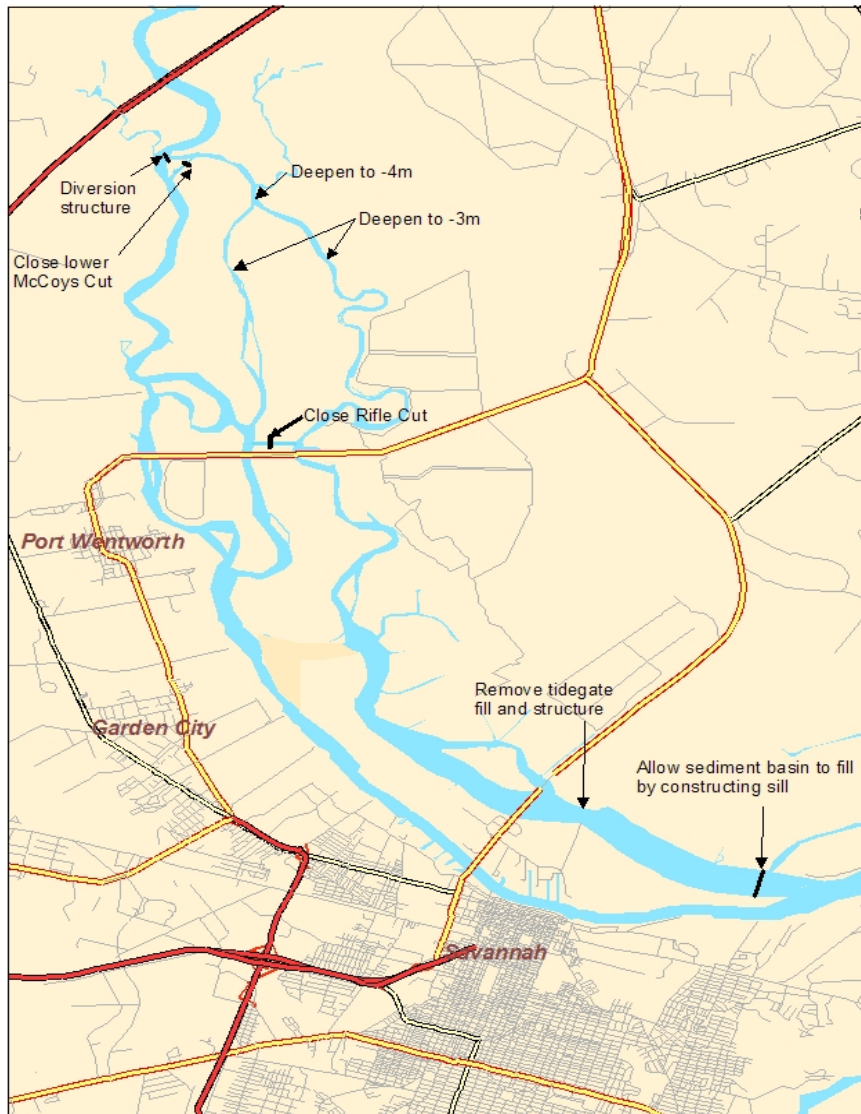 Deepen to -4m
Diversion
structure
Deepen to -3m
Close lower
McCoys Cut
Close Rifle Cut
Port Wentworth
Remove tidegate
fill and structure
Garden City
Allow sediment basin to fill
by constructing sill
Savannah